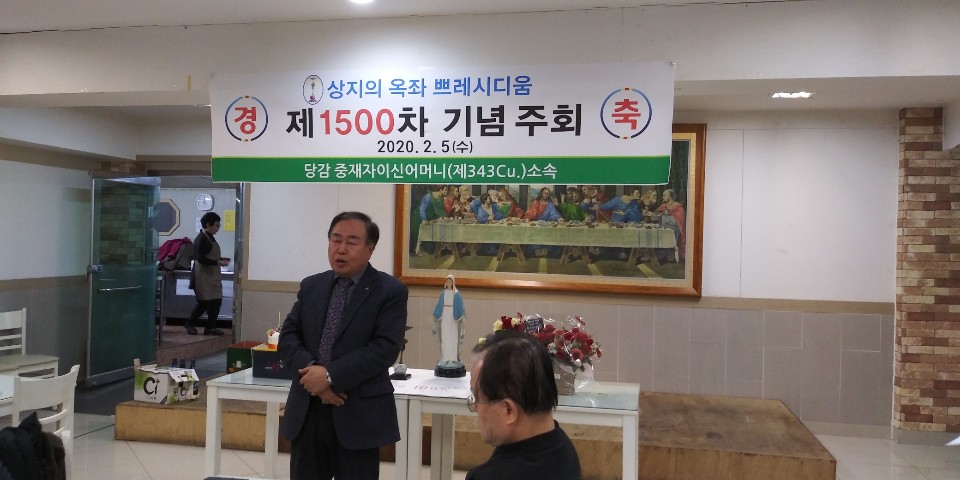 상지의 옥좌 쁘레시디움
경 제1500차 기념 주회 축
2020. 2. 5 (수)
당감 중재자이신어머니(제343Cu.)소속